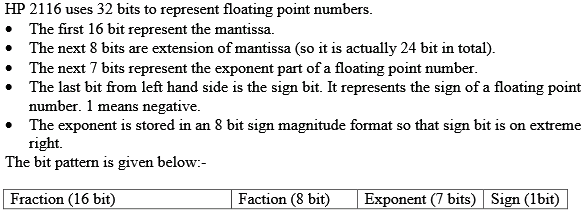 HP 2116 uses 32 bits to represent floating point numbers.
• The first 16 bit represent the mantissa.
• The next 8 bits are extension of mantissa (so it is actually 24 bit in total).
• The next 7 bits represent the exponent part of a floating point number.
• The last bit from left hand side is the sign bit. It represents the sign of a floating point
number. 1 means negative.
• The exponent is stored in an 8 bit sign magnitude format so that sign bit is on extreme
right.
The bit pattern is given below:-
Fraction (16 bit) Faction (8 bit) Exponent (7 bits) Sign (1bit)